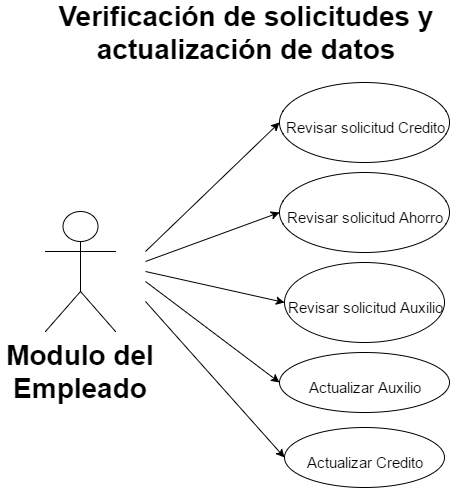 Verificación de solicitudes y
actualización de datos
Revisar solicitud Credito
Revisar solicitud Ahorro
Revisar solicitud Auxilio
Modulo del
Empleado
Actualizar Auxilio
Actualizar Credito